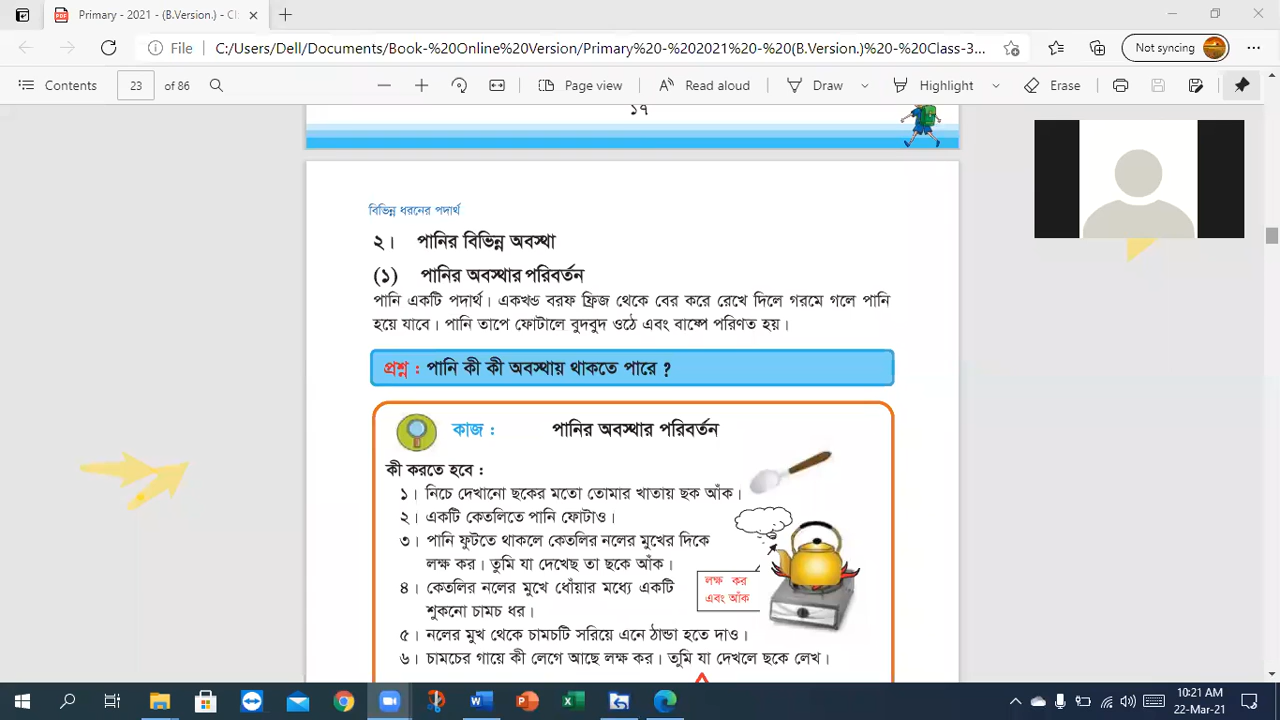 Primary - 2021 - (B.Version.) - Cl
File
C:/Users/Dell/Documents/Book-%20Online%20Version/Primary%20-%202021%20-%20(B.Version.)%20-%20Class-3...
Not syncing
Contents
23
of 86
Page view
Read aloud
Draw
Highlight
Erase
১৭
বিভিন্ন ধরনের পদার্থ
২। পানির বিভিন্ন অবস্থা
(১) পানির অবস্থার পরিবর্তন
পানি একটি পদার্থ। একখন্ড বরফ ফ্রিজ থেকে বের করে রেখে দিলে গরমে গলে পানি
হয়ে যাবে। পানি তাপে ফোটালে বুদবুদ ওঠে এবং বাষ্পে পরিণত হয়।
প্রশ্ন : পানি কী কী অবস্থায় থাকতে পারে ?
কাজ : পানির অবস্থার পরিবর্তন
কী করতে হবে :
১। নিচে দেখানো ছকের মতো তোমার খাতায় ছক আঁক।
২। একটি কেতলিতে পানি ফোটাও।
৩। পানি ফুটতে থাকলে কেতলির নলের মুখের দিকে
লক্ষ কর। তুমি যা দেখেছ তা ছকে আঁক।
৪। কেতলির নলের মুখে ধোঁয়ার মধ্যে একটি
শুকনো চামচ ধর।
লক্ষ কর
এবং আঁক
৫। নলের মুখ থেকে চামচটি সরিয়ে এনে ঠান্ডা হতে দাও।
৬। চামচের গায়ে কী লেগে আছে লক্ষ কর। তুমি যা দেখলে ছকে লেখ।
10:21 AM
22-Mar-21